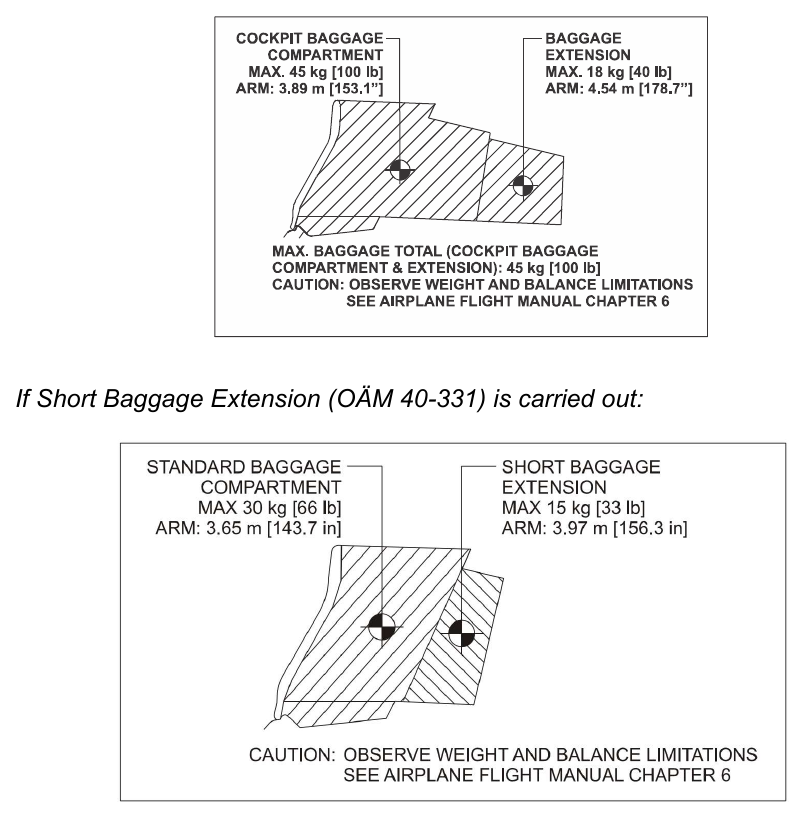 COCKPIT BAGGAGE
COMPARTMENT
MAX. 45 kg [100 lb]
ARM: 3.89 m [153.1”]
BAGGAGE
EXTENSION
MAX. 18 kg [40 lb]
ARM: 4.54 m [178.7”]
MAX. BAGGAGE TOTAL (COCKPIT BAGGAGE
COMPARTMENT & EXTENSION): 45 kg [100 lb]
CAUTION: OBSERVE WEIGHT AND BALANCE LIMITATIONS
SEE AIRPLANE FLIGHT MANUAL CHAPTER 6
If Short Baggage Extension (OÄM 40-331) is carried out:
STANDARD BAGGAGE
COMPARTMENT
MAX 30 kg [66 lb]
ARM: 3.65 m [143.7 in]
SHORT BAGGAGE
EXTENSION
MAX 15 kg [33 lb]
ARM: 3.97 m [156.3 in]
CAUTION: OBSERVE WEIGHT AND BALANCE LIMITATIONS
SEE AIRPLANE FLIGHT MANUAL CHAPTER 6